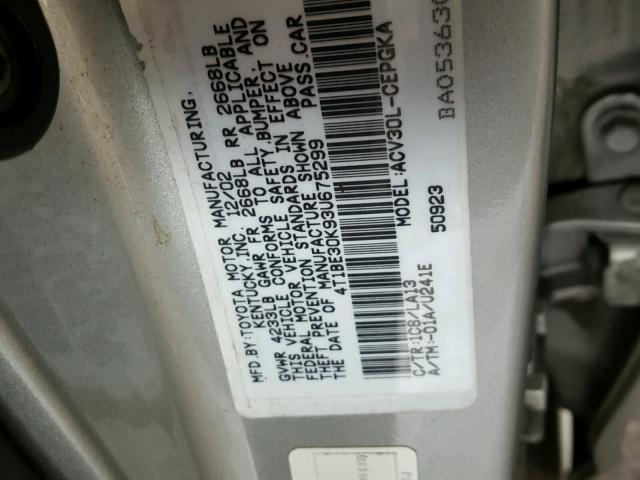 MFD.BY:TOYOTA MOTOR MANUFACTURING,
KENTUCKY,INC. 12/02
GVWR 4233LB GAWR FR 2668LB RR 2668LB
THIS VEHICLE CONFORMS TO ALL APPLICABLE
FEDERAL MOTOR VEHICLE SAFETY,BUMPER, AND
THEFT PREVENTION STANDARDS IN EFFECT ON
THE DATE OF MANUFACTURE SHOWN ABOVE
4T1BE30K93U675299 PASS.CAR
MODEL:ACV30L-CEPGKA
50923
C/TR:1C8/LA13
A/TM:-01A/U241E
BA053630